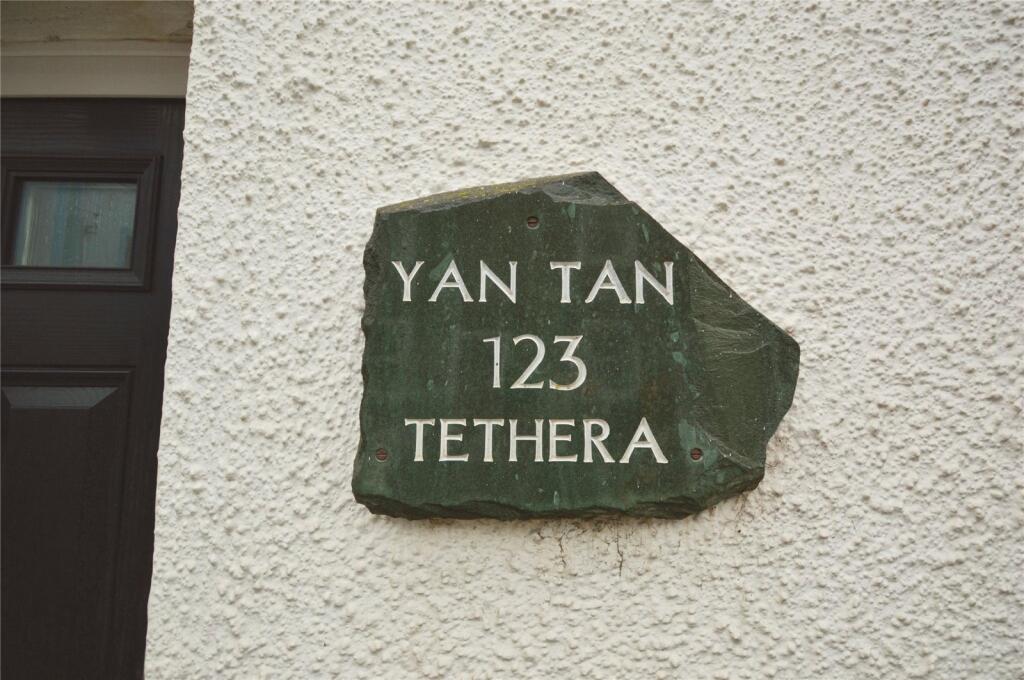 YAN TAN
123
TETHERA